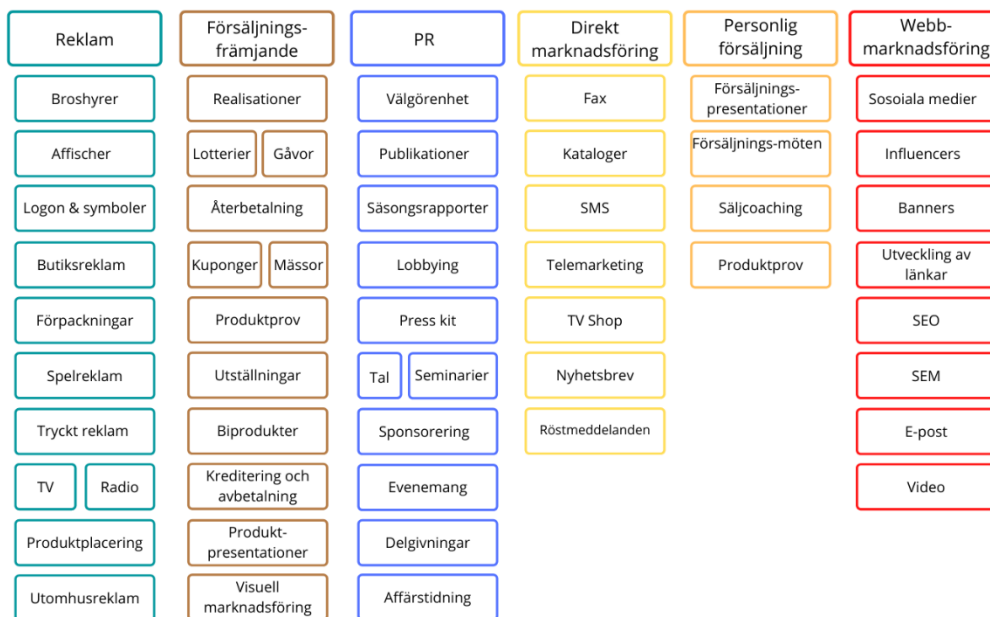 Reklam
Broshyrer
Affischer
Logon & symboler
Butiksreklam
Förpackningar
Spelreklam
Tryckt reklam
TV
Radio
Produktplacering
Utomhusreklam
Försäljnings-
främjande
Realisationer
Lotterier
Gåvor
Återbetalning
Kuponger
Mässor
Produktprov
Utställningar
Biprodukter
Kreditering och
avbetalning
Produkt-
presentationer
Visuell
marknadsföring
PR
Välgörenhet
Publikationer
Säsongsrapporter
Lobbying
Press kit
Tal
Seminarier
Sponsorering
Evenemang
Delgivningar
Affärstidning
Direkt
marknadsföring
Fax
Kataloger
SMS
Telemarketing
TV Shop
Nyhetsbrev
Röstmeddelanden
Personlig
försäljning
Försäljnings-
presentationer
Försäljnings-möten
Säljcoaching
Produktprov
Webb-
marknadsföring
Sosoiala medier
Influencers
Banners
Utveckling av
länkar
SEO
SEM
E-post
Video